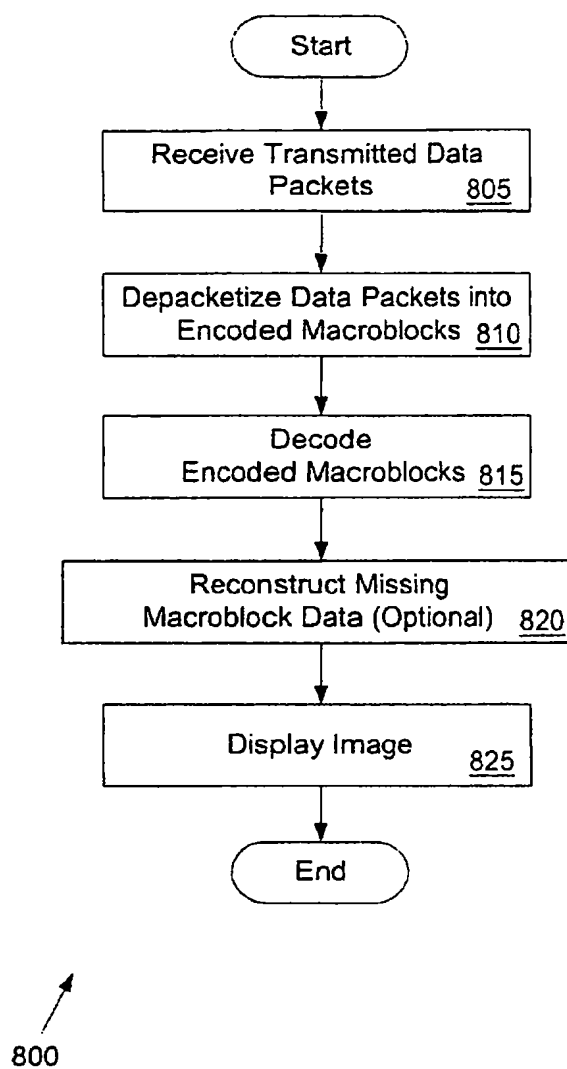 Start
Receive Transmitted Data
Packets 805
Depacketize Data Packets into
Encoded Macroblocks 810
Decode
Encoded Macroblocks 815
Reconstruct Missing
Macroblock Data (Optional) 820
Display Image 825
End
800